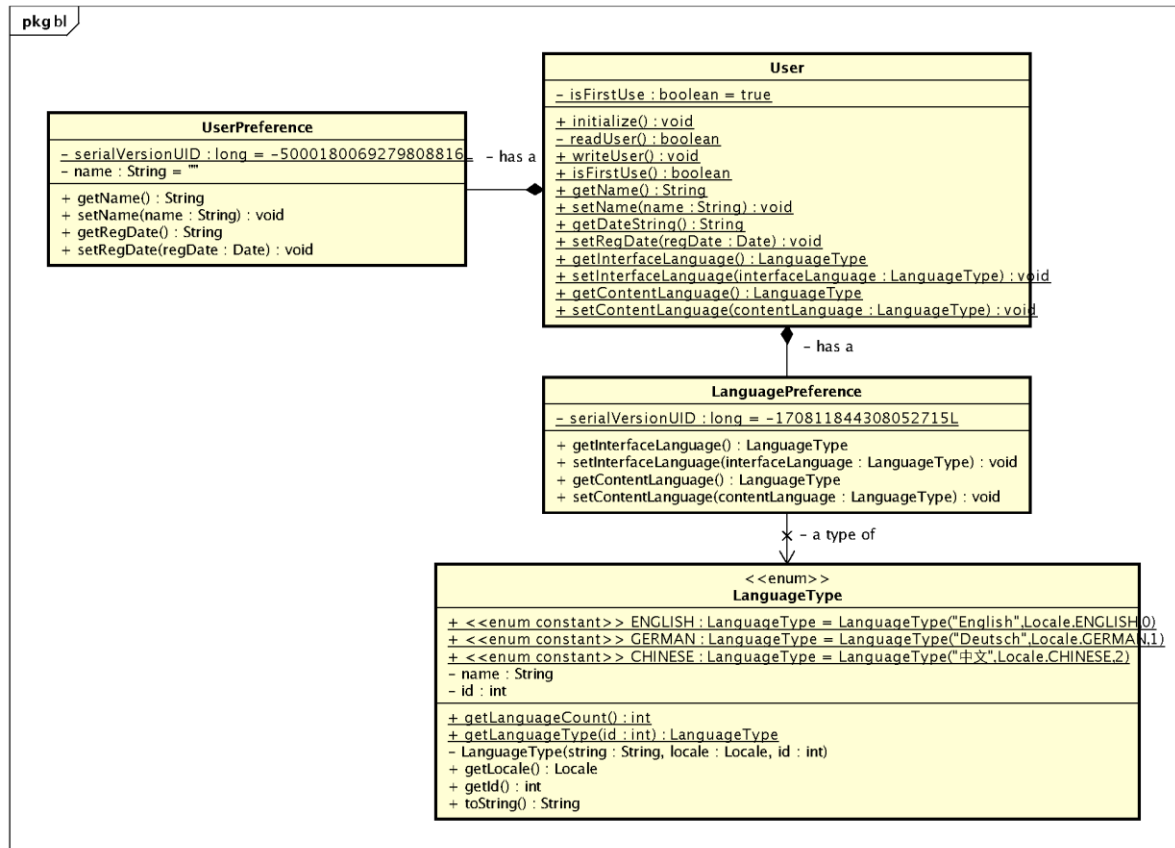 pkg bl
User
- isFirstUse : boolean = true
+ initialize() : void
- readUser() : boolean
+ writeUser() : void
+ isFirstUse() : boolean
+ getName() : String
+ setName(name : String) : void
+ getDateString() : String
+ setRegDate(regDate : Date) : void
+ getInterfaceLanguage() : LanguageType
+ setInterfaceLanguage(interfaceLanguage : LanguageType) : void
+ getContentLanguage() : LanguageType
+ setContentLanguage(contentLanguage : LanguageType) : void
UserPreference
- serialVersionUID : long = -5000180069279808816L
- name : String = ""
+ getName() : String
+ setName(name : String) : void
+ getRegDate() : String
+ setRegDate(regDate : Date) : void
- has a
- has a
LanguagePreference
- serialVersionUID : long = -170811844308052715L
+ getInterfaceLanguage() : LanguageType
+ setInterfaceLanguage(interfaceLanguage : LanguageType) : void
+ getContentLanguage() : LanguageType
+ setContentLanguage(contentLanguage : LanguageType) : void
- a type of
<<enum>>
LanguageType
+ <<enum constant>> ENGLISH : LanguageType = LanguageType("English",Locale.ENGLISH,0)
+ <<enum constant>> GERMAN : LanguageType = LanguageType("Deutsch",Locale.GERMAN,1)
+ <<enum constant>> CHINESE : LanguageType = LanguageType("中文",Locale.CHINESE,2)
- name : String
- id : int
+ getLanguageCount() : int
+ getLanguageType(id : int) : LanguageType
- LanguageType(string : String, locale : Locale, id : int)
+ getLocale() : Locale
+ getId() : int
+ toString() : String